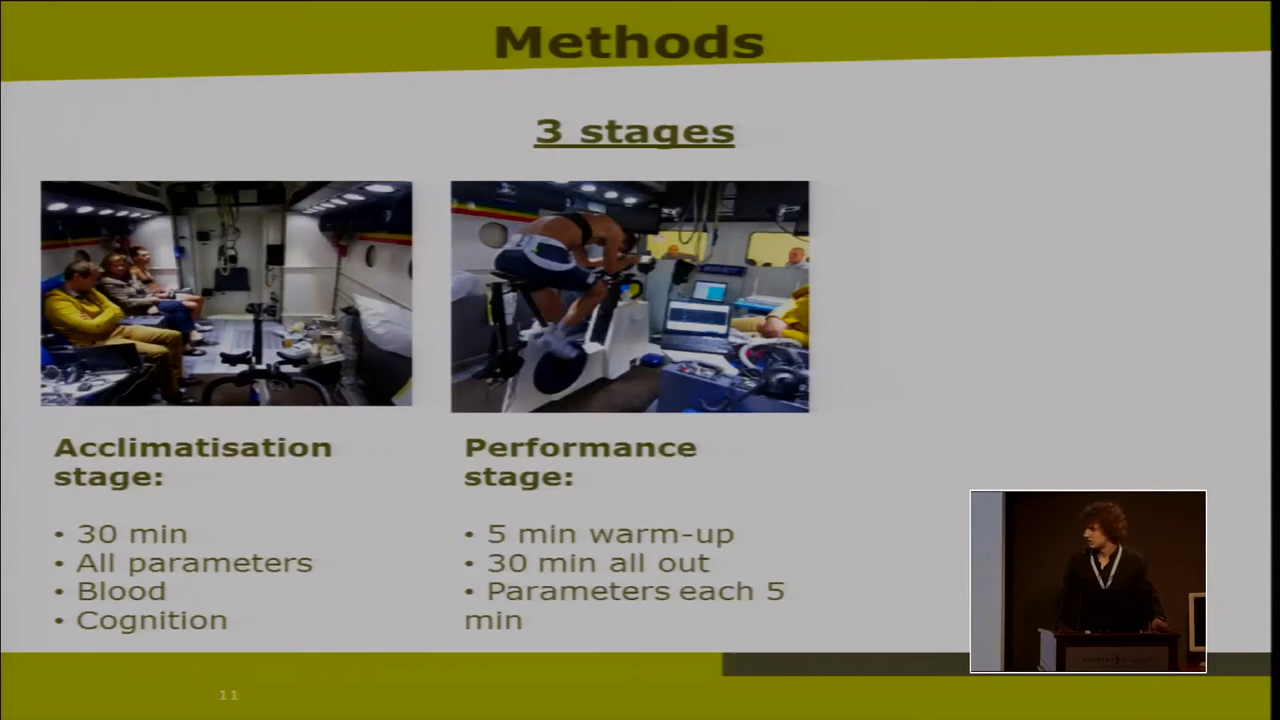 Methods
3 stages
Acclimatisation
stage:
• 30 min
• All parameters
• Blood
• Cognition
Performance
stage:
• 5 min warm-up
• 30 min all out
• Parameters each 5
min
11